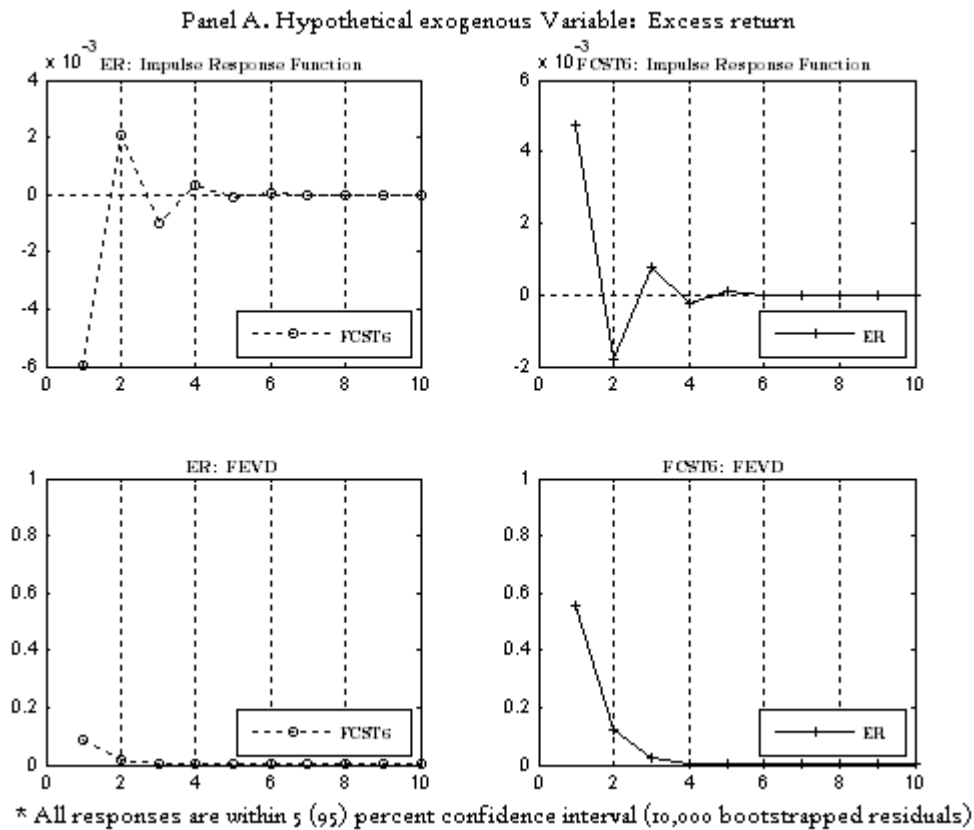 Panel A. Hypothetical exogenous Variable: Excess return
x 10⁻³ ER: Impulse Response Function
4
2
0
-2
-4
-6
0 2 4 6 8 10
FCST6
x 10⁻³ FCST6: Impulse Response Function
6
4
2
0
-2
0 2 4 6 8 10
ER
ER: FEVD
1
0.8
0.6
0.4
0.2
0
0 2 4 6 8 10
FCST6
FCST6: FEVD
1
0.8
0.6
0.4
0.2
0
0 2 4 6 8 10
ER
* All responses are within 5 (95) percent confidence interval (10,000 bootstrapped residuals)